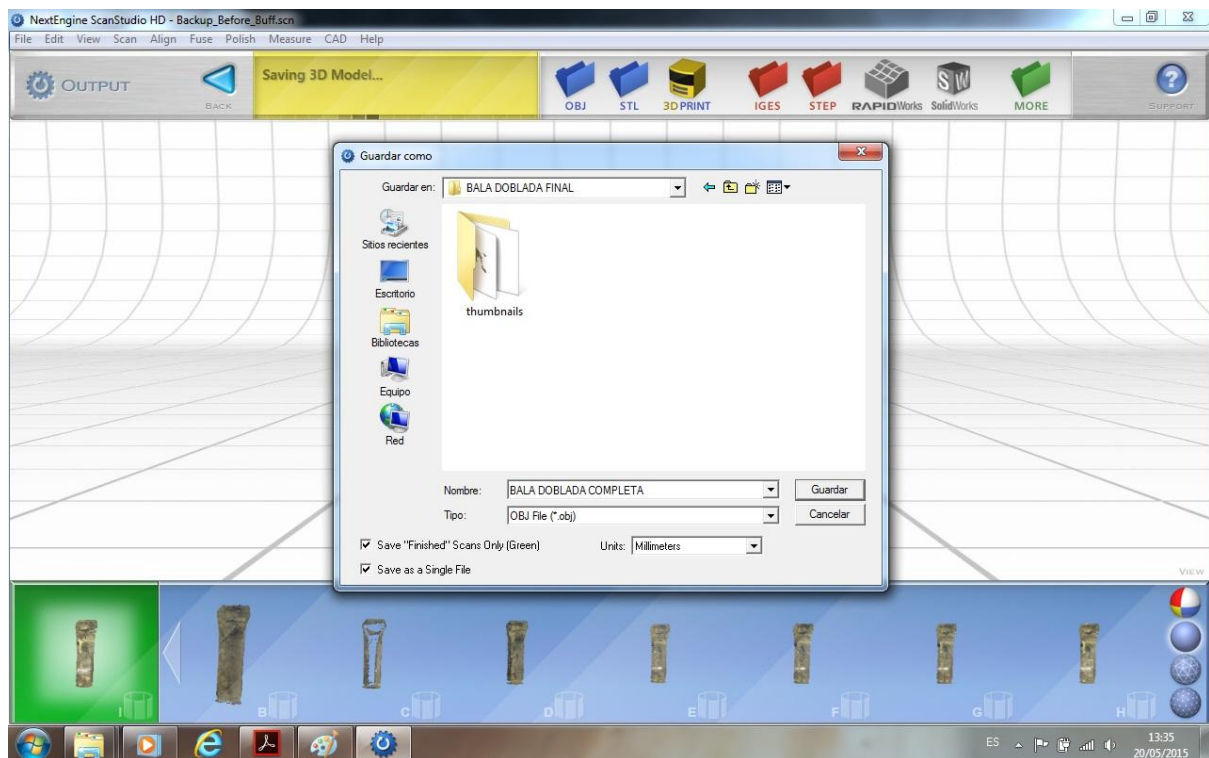 NextEngine ScanStudio HD - Backup_Before_Buff.scn
File Edit View Scan Align Fuse Polish Measure CAD Help
OUTPUT
BACK
Saving 3D Model...
OBJ STL 3D PRINT IGES STEP RAPIDWorks SolidWorks MORE
SUPPORT
Guardar como
Guardar en: BALA DOBLADA FINAL
Sitios recientes
Escritorio
Bibliotecas
Equipo
Red
thumbnails
Nombre: BALA DOBLADA COMPLETA Guardar
Tipo: OBJ File (*.obj) Cancelar
Save "Finished" Scans Only (Green) Units: Millimeters
Save as a Single File
VIEW
I B C D E F G H
ES 13:35
20/05/2015